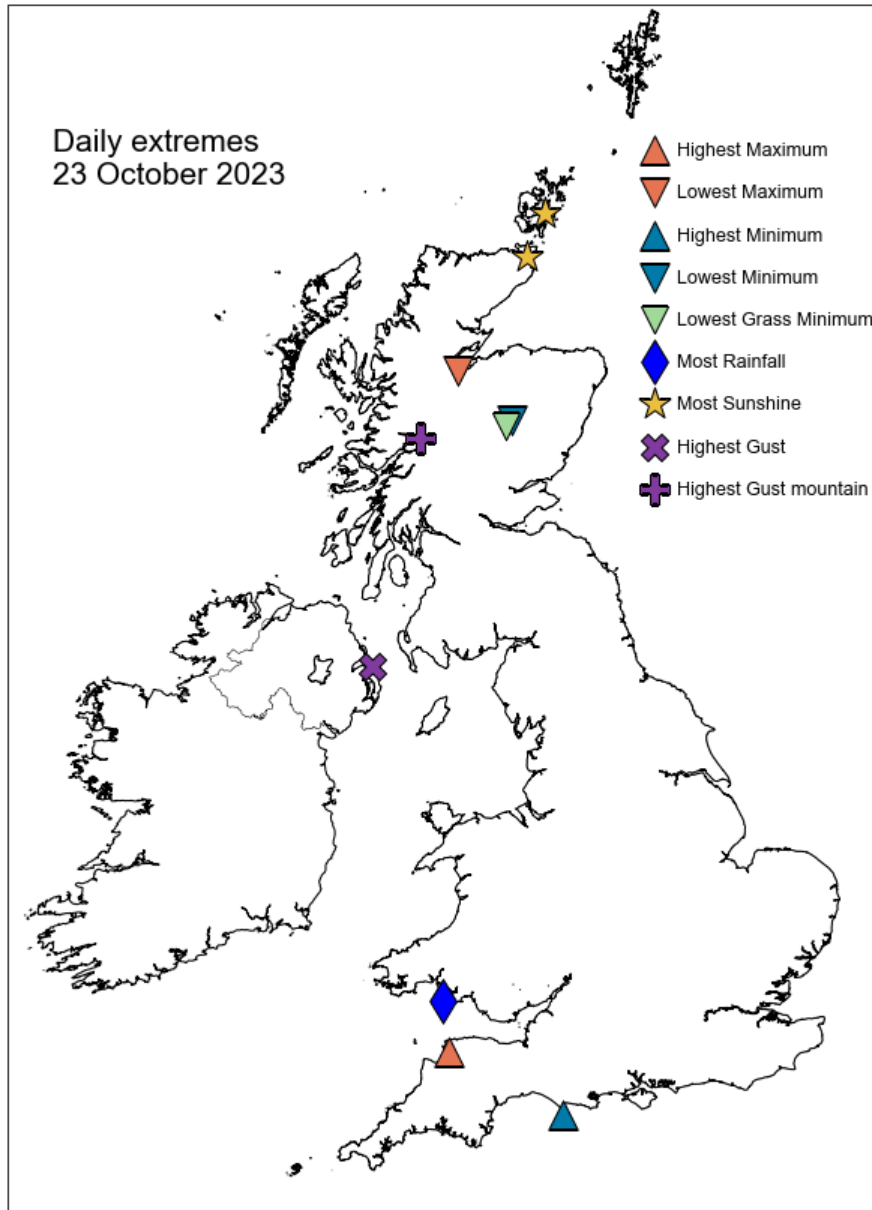 Daily extremes
23 October 2023
Highest Maximum
Lowest Maximum
Highest Minimum
Lowest Minimum
Lowest Grass Minimum
Most Rainfall
Most Sunshine
Highest Gust
Highest Gust mountain